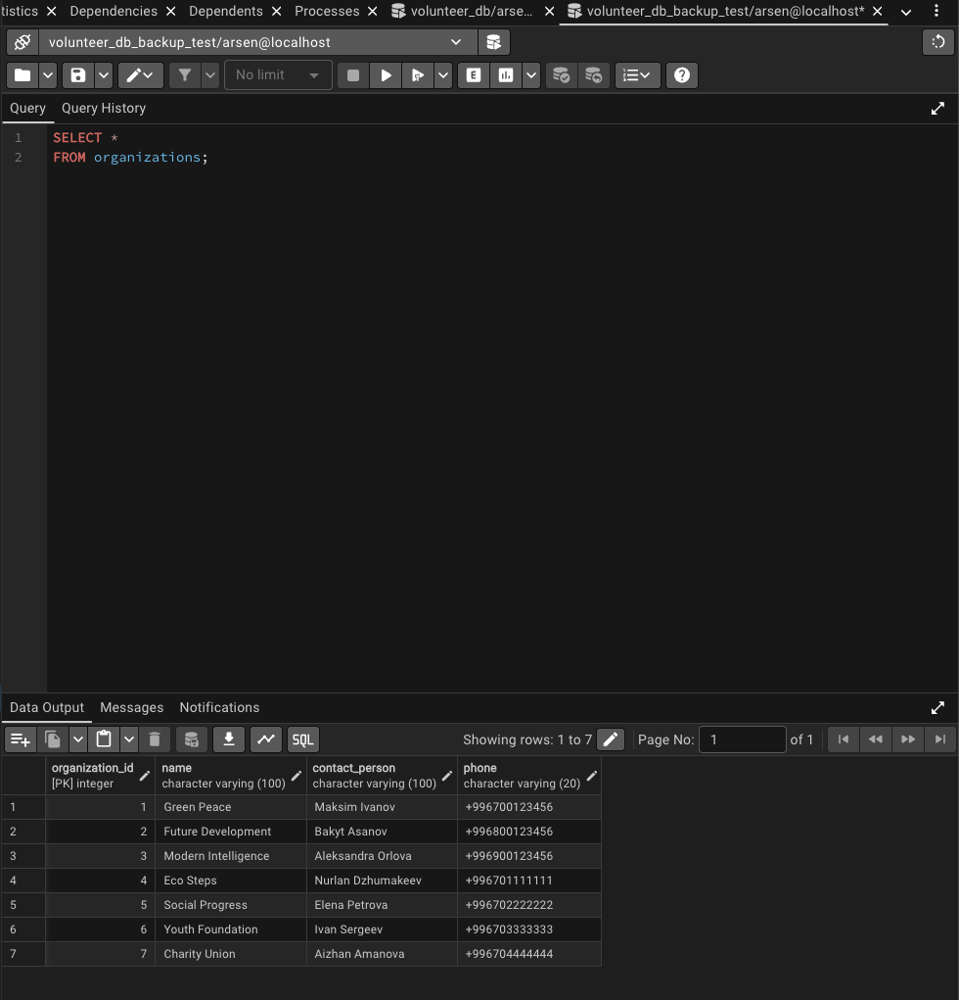 tistics Dependencies Dependents Processes volunteer_db/arse... volunteer_db_backup_test/arsen@localhost*
volunteer_db_backup_test/arsen@localhost
No limit E
Query Query History
1 SELECT *
2 FROM organizations;
Data Output Messages Notifications
SQL Showing rows: 1 to 7 Page No: 1 of 1
organization_id name contact_person phone
[PK] integer character varying (100) character varying (100) character varying (20)
1 1 Green Peace Maksim Ivanov +996700123456
2 2 Future Development Bakyt Asanov +996800123456
3 3 Modern Intelligence Aleksandra Orlova +996900123456
4 4 Eco Steps Nurlan Dzhumakeev +996701111111
5 5 Social Progress Elena Petrova +996702222222
6 6 Youth Foundation Ivan Sergeev +996703333333
7 7 Charity Union Aizhan Amanova +996704444444